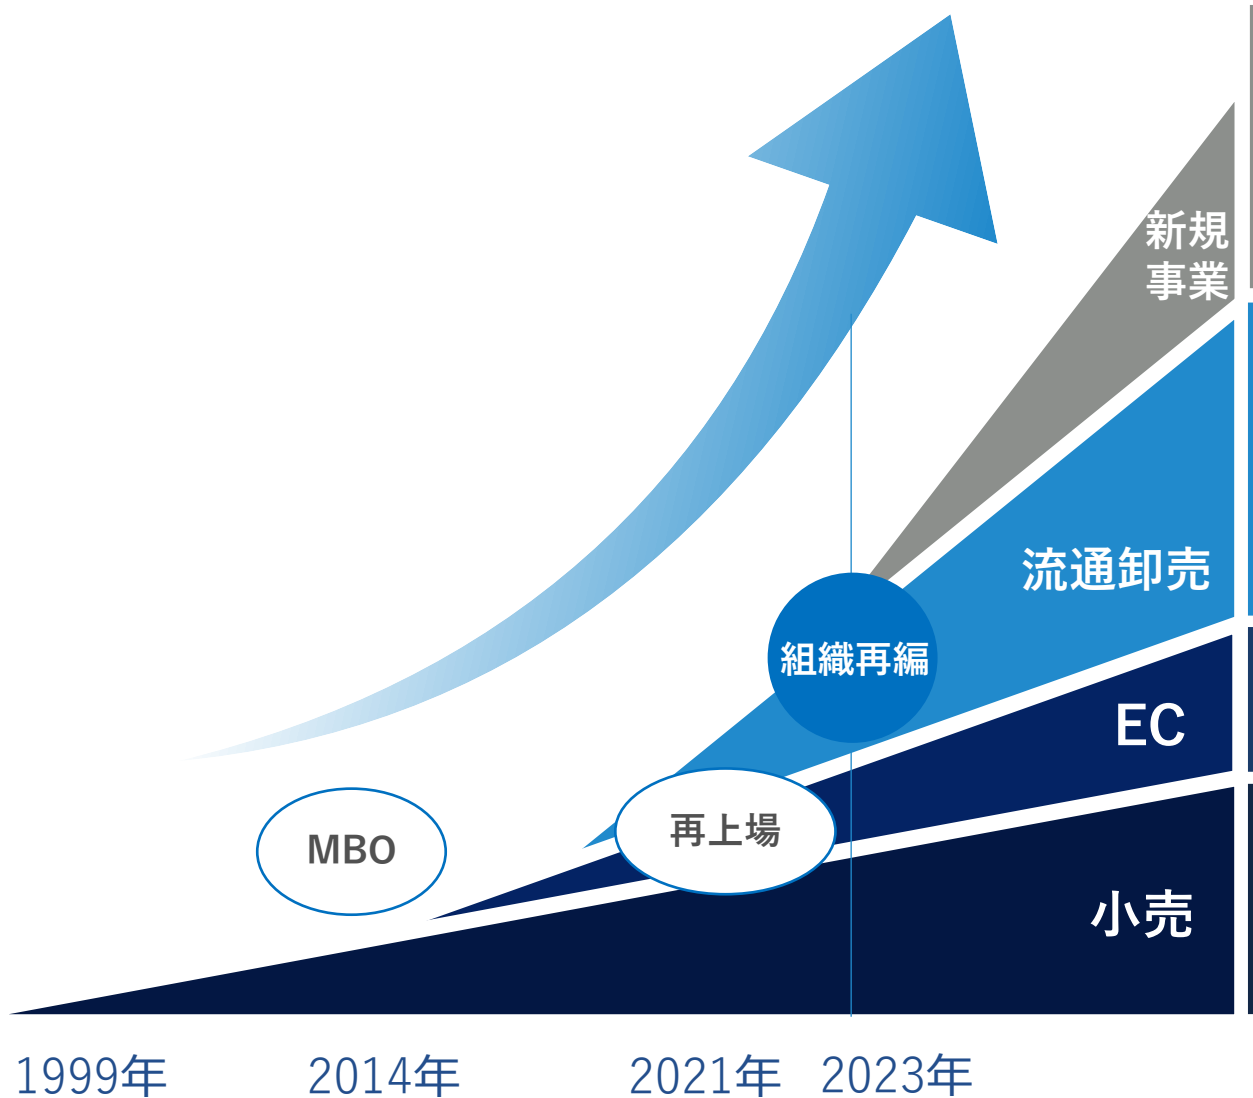 新規
事業
流通卸売
組織再編
EC
再上場
MBO
小売
1999年
2014年
2021年
2023年